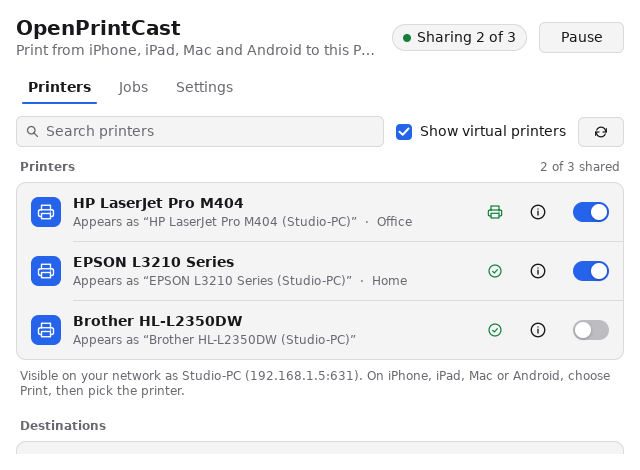 OpenPrintCast
Print from iPhone, iPad, Mac and Android to this P…
Sharing 2 of 3
Pause
Printers
Jobs
Settings
Search printers
Show virtual printers
Printers
2 of 3 shared
HP LaserJet Pro M404
Appears as “HP LaserJet Pro M404 (Studio-PC)” · Office
EPSON L3210 Series
Appears as “EPSON L3210 Series (Studio-PC)” · Home
Brother HL-L2350DW
Appears as “Brother HL-L2350DW (Studio-PC)”
Visible on your network as Studio-PC (192.168.1.5:631). On iPhone, iPad, Mac or Android, choose
Print, then pick the printer.
Destinations